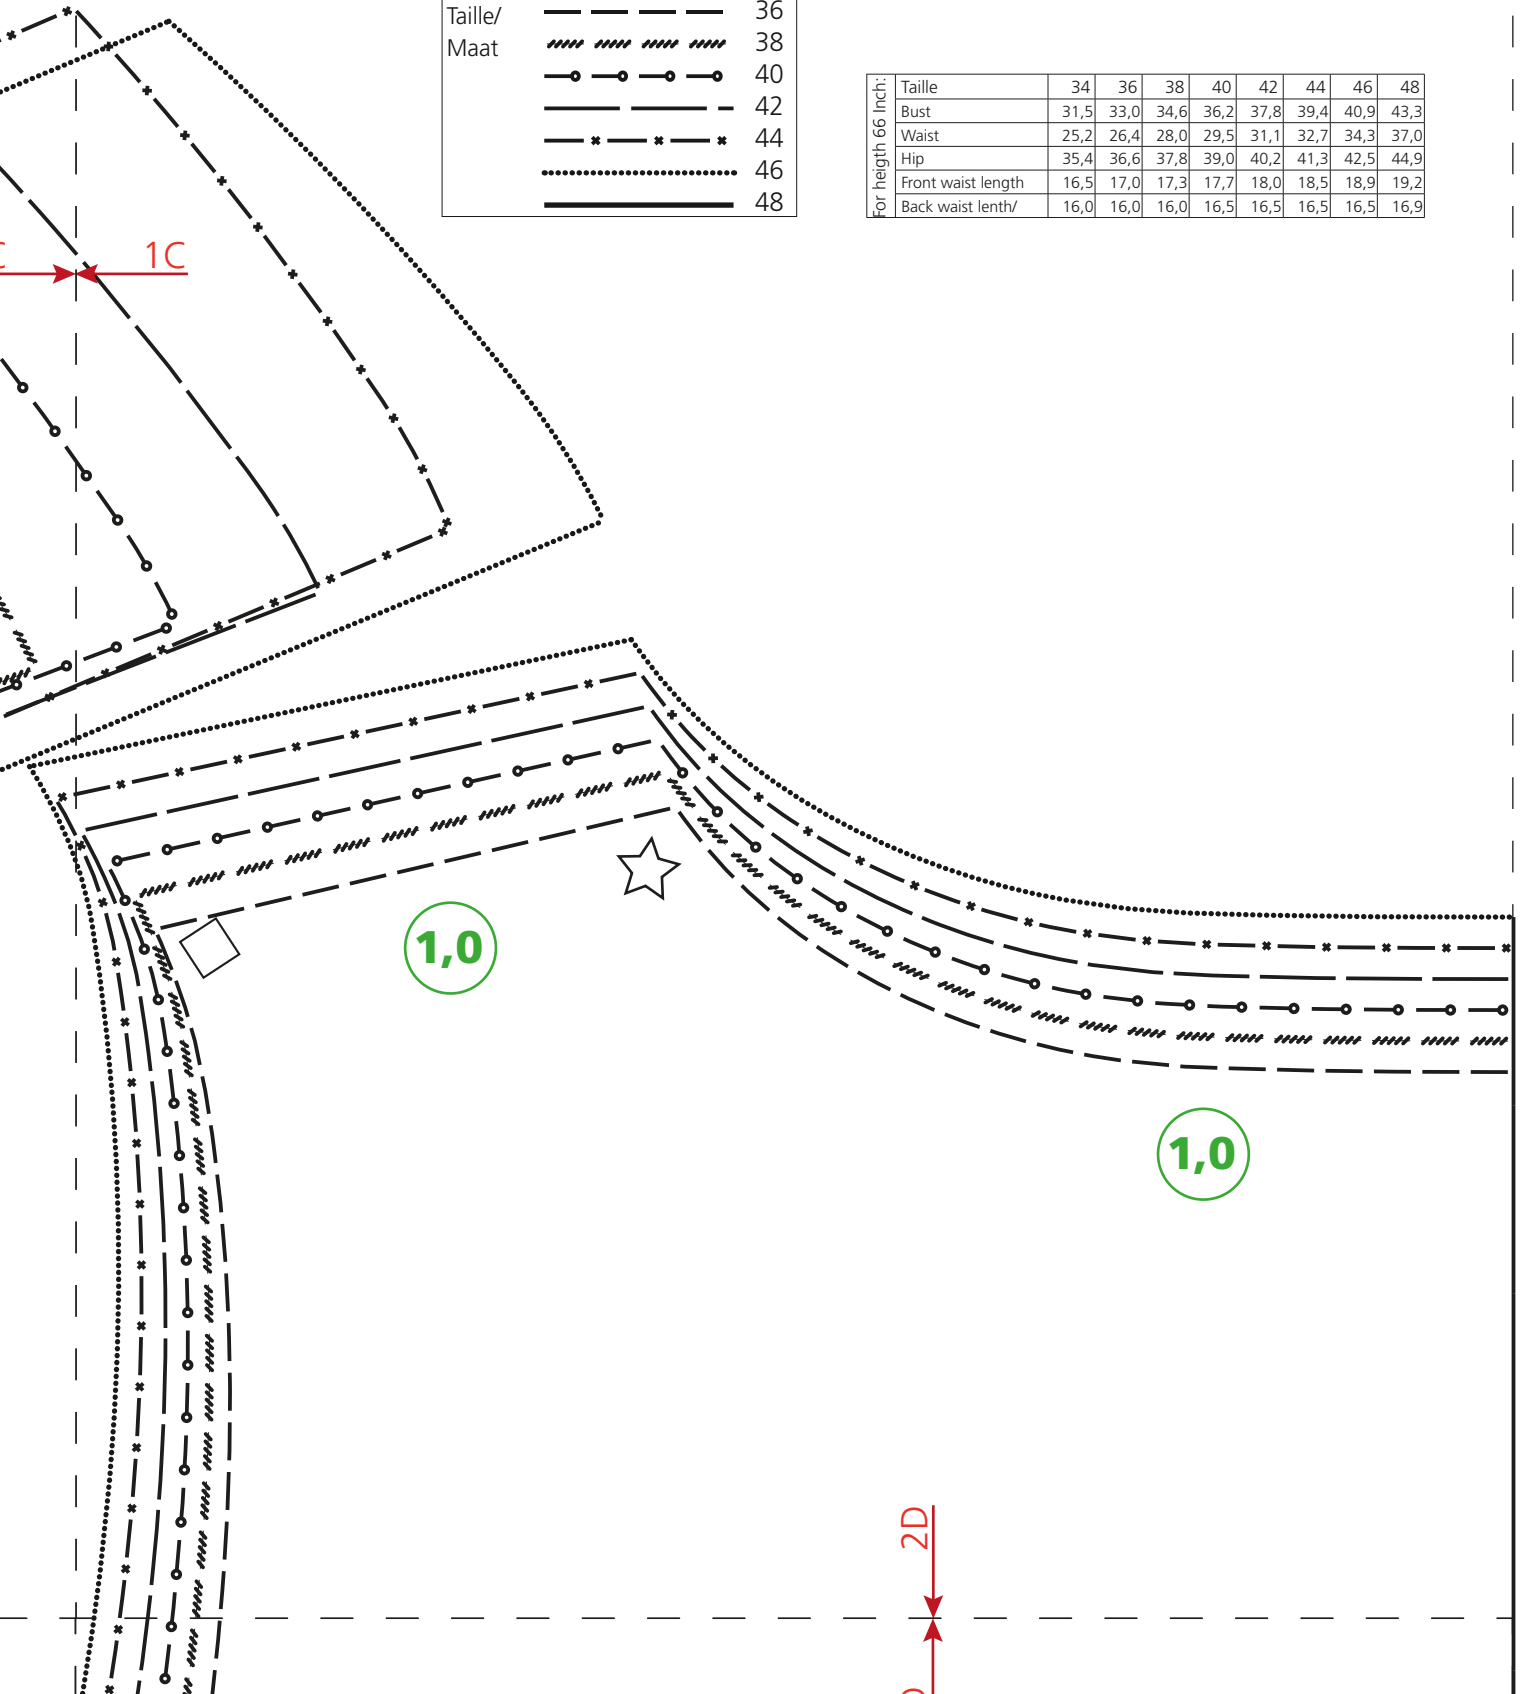 Taille/ 36
Maat 38
40
42
44
46
48
For heigth 66 Inch:
Taille 34 36 38 40 42 44 46 48
Bust 31,5 33,0 34,6 36,2 37,8 39,4 40,9 43,3
Waist 25,2 26,4 28,0 29,5 31,1 32,7 34,3 37,0
Hip 35,4 36,6 37,8 39,0 40,2 41,3 42,5 44,9
Front waist length 16,5 17,0 17,3 17,7 18,0 18,5 18,9 19,2
Back waist lenth/ 16,0 16,0 16,0 16,5 16,5 16,5 16,5 16,9
1C
1,0
1,0
2D